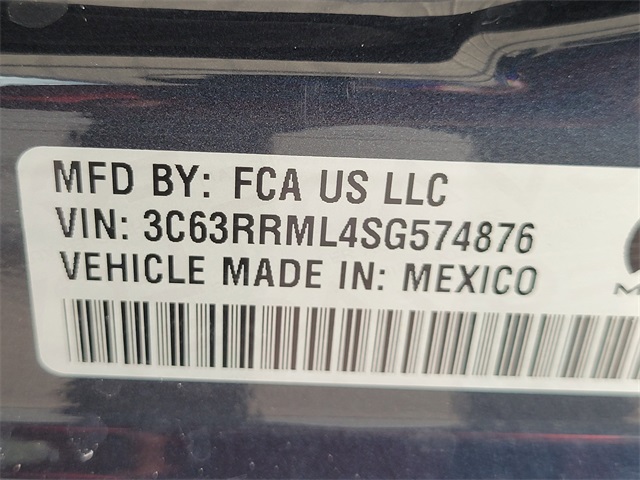 MFD BY: FCA US LLC
VIN: 3C63RRML4SG574876
VEHICLE MADE IN: MEXICO